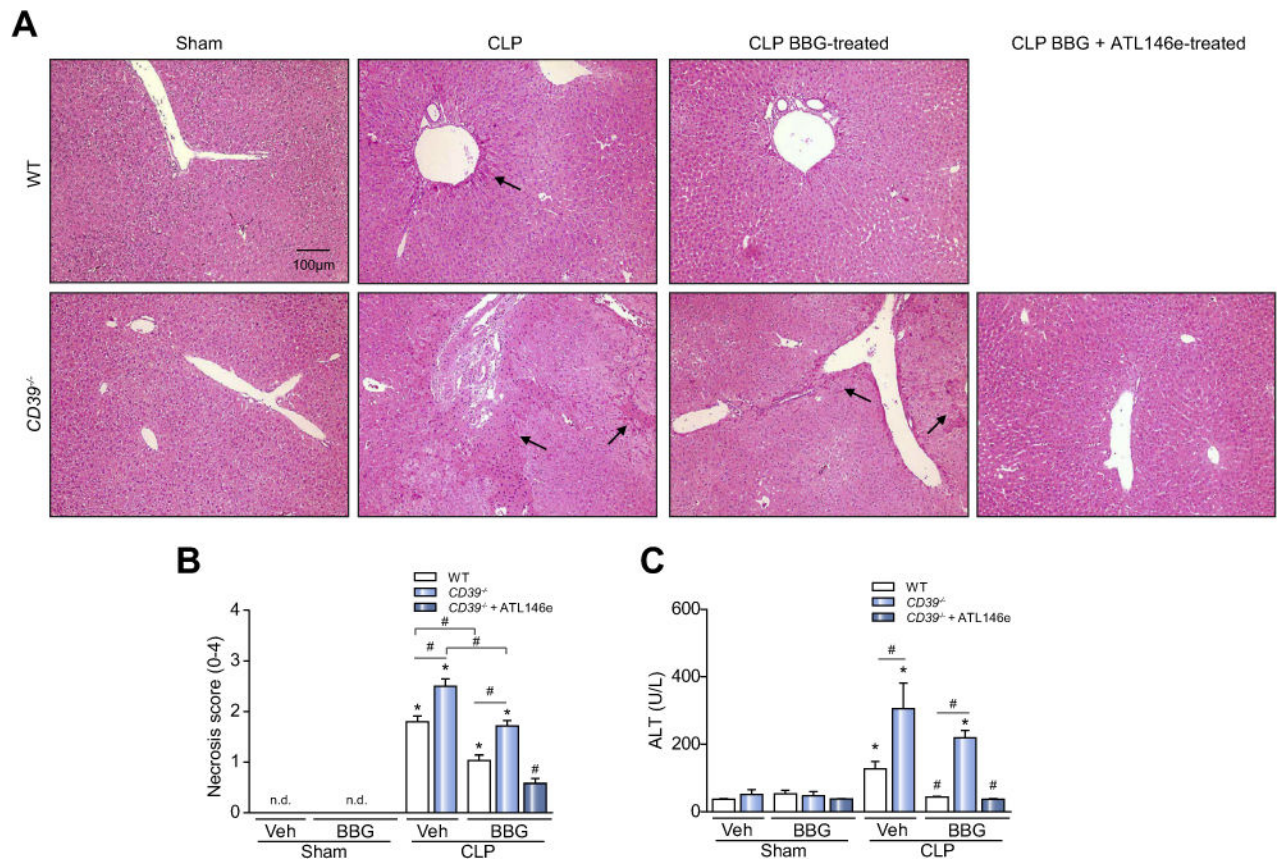 A
Sham CLP CLP BBG-treated CLP BBG + ATL146e-treated
WT
100µm
CD39-/-
B
WT
CD39-/-
CD39-/- + ATL146e
Necrosis score (0-4)
4
3
2
1
0
#
# #
* *
#
* *
#
n.d. n.d.
Veh BBG Veh BBG
Sham CLP
C
WT
CD39-/-
CD39-/- + ATL146e
ALT (U/L)
600
400
200
0
#
*
#
* *
# #
Veh BBG Veh BBG
Sham CLP